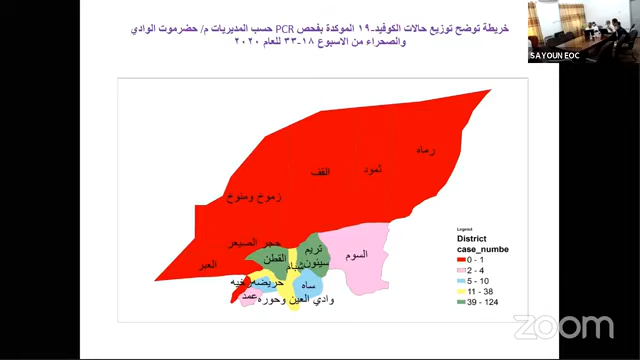 خريطة توضح توزيع حالات الكوفيد-١٩ الموكدة بفحص PCR حسب المديريات م/ حضرموت الوادي
والصحراء من الاسبوع ١٨-٣٣ للعام ٢٠٢٠
SAYOUN EOC
رماه
ثمود
القف
زموخ ومنوخ
حجر الصيعر
العبر
السوم
تريم
سيئون
القطن
شبام
ساه
حريضه
رخيه
عمد
وادي العين وحوره
Legend
District
case_numbe
0 - 1
2 - 4
5 - 10
11 - 38
39 - 124
zoom